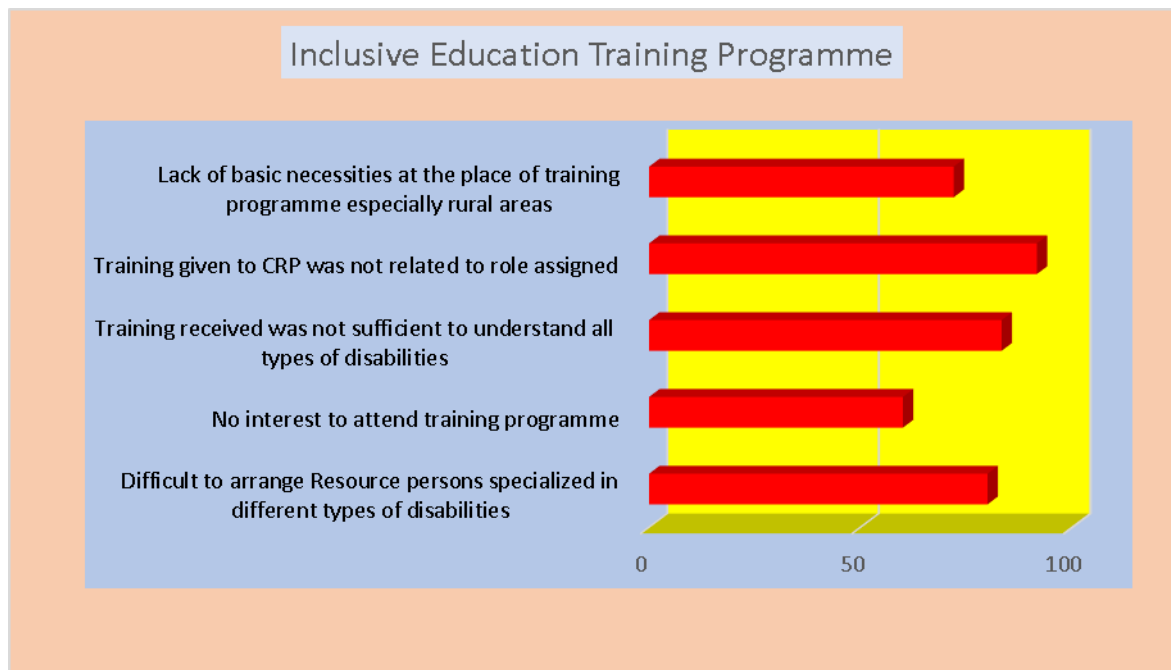 Inclusive Education Training Programme
Lack of basic necessities at the place of training
programme especially rural areas
Training given to CRP was not related to role assigned
Training received was not sufficient to understand all
types of disabilities
No interest to attend training programme
Difficult to arrange Resource persons specialized in
different types of disabilities
0 50 100